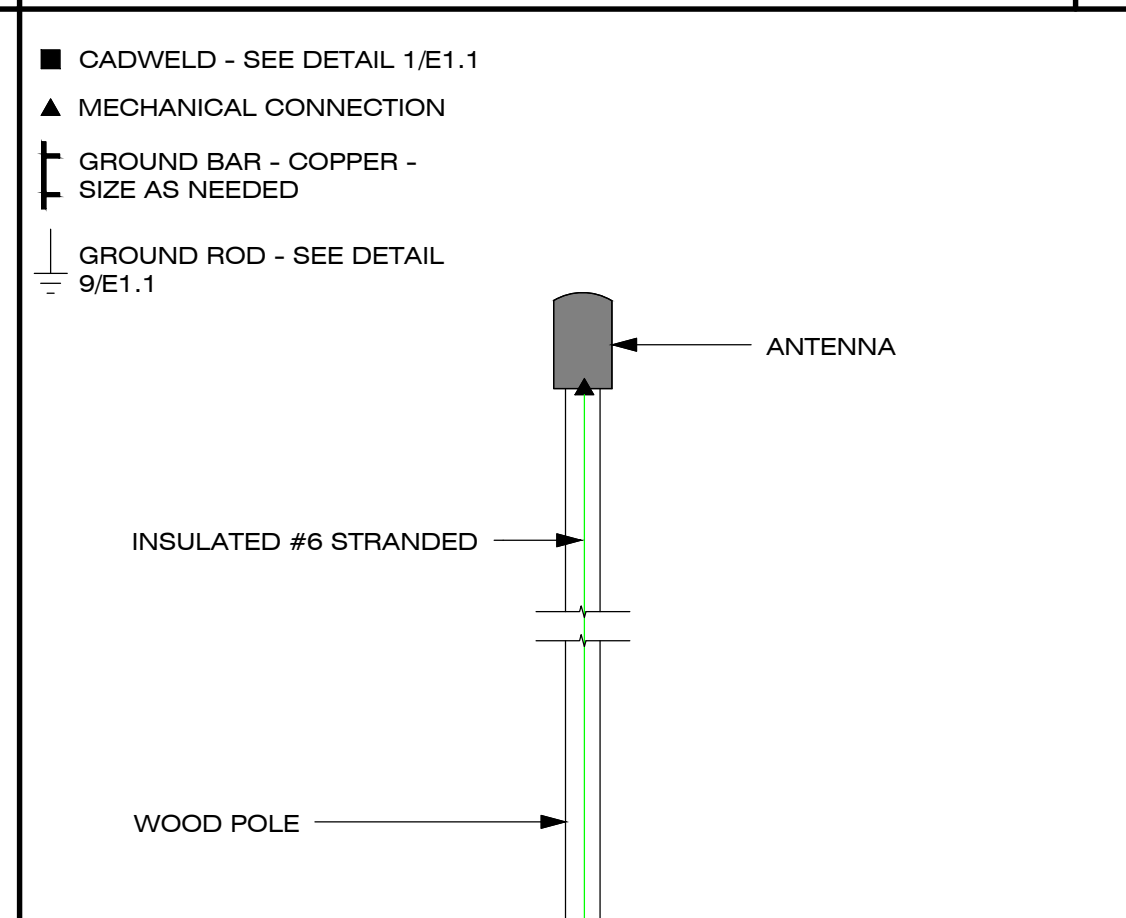 CADWELD - SEE DETAIL 1/E1.1
MECHANICAL CONNECTION
GROUND BAR - COPPER -
SIZE AS NEEDED
GROUND ROD - SEE DETAIL
9/E1.1
ANTENNA
INSULATED #6 STRANDED
WOOD POLE